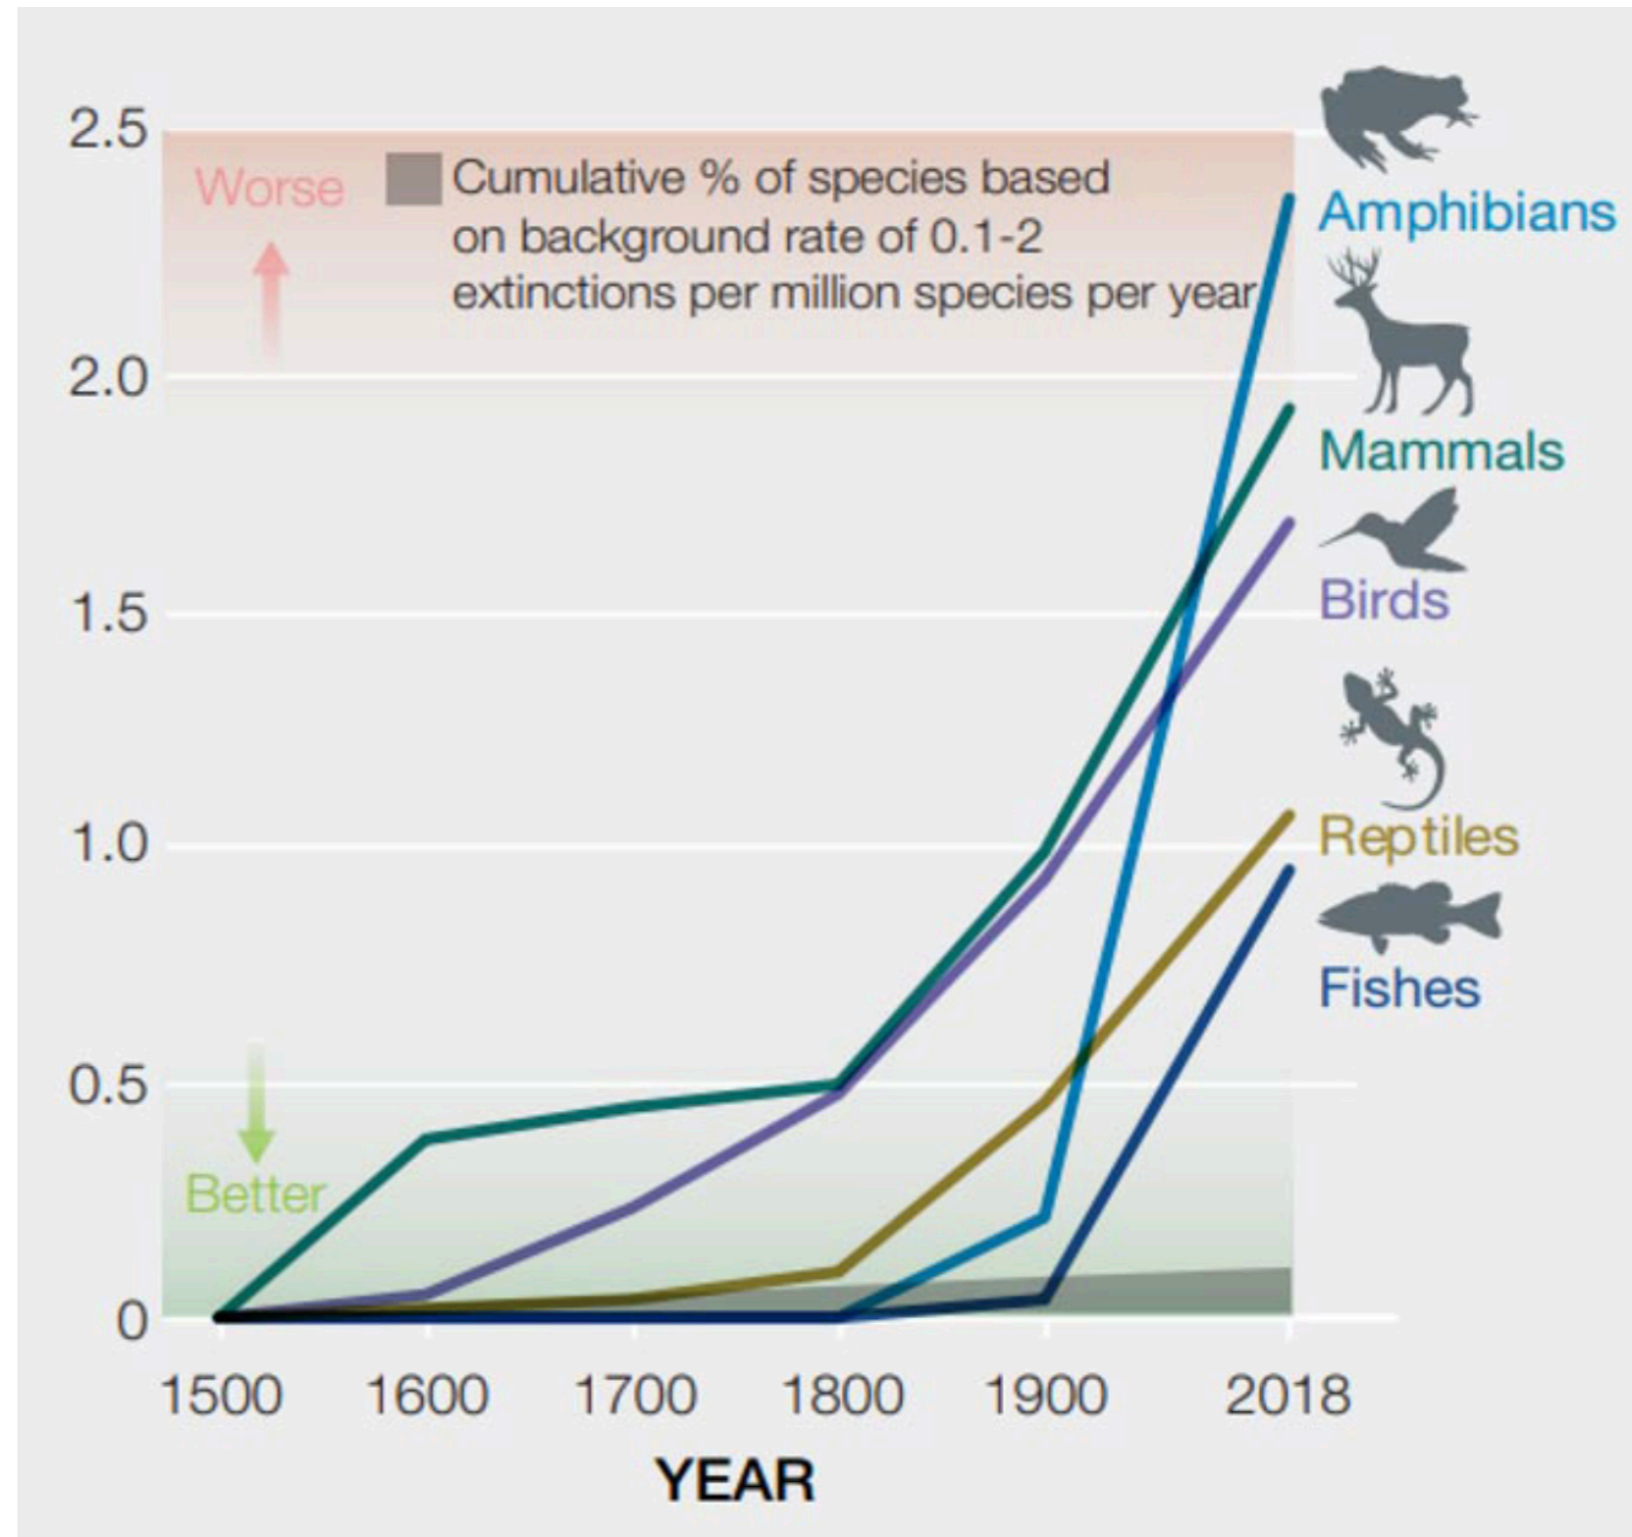 2.5
Worse
Cumulative % of species based
on background rate of 0.1-2
extinctions per million species per year
Amphibians
2.0
Mammals
1.5
Birds
1.0
Reptiles
Fishes
0.5
Better
0
1500 1600 1700 1800 1900 2018
YEAR